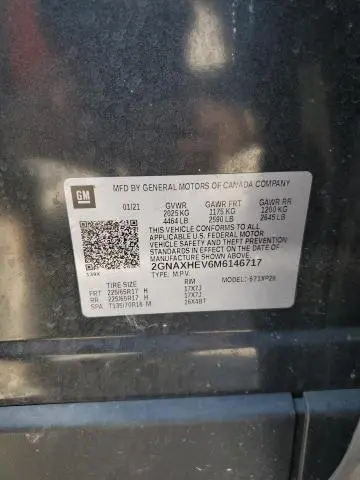 GM
MFD BY GENERAL MOTORS OF CANADA COMPANY
01/21 GVWR GAWR FRT GAWR RR
2025 KG 1175 KG 1200 KG
4464 LB 2590 LB 2645 LB
THIS VEHICLE CONFORMS TO ALL APPLICABLE U.S.
FEDERAL MOTOR VEHICLE SAFETY, BUMPER, AND
THEFT PREVENTION STANDARDS IN EFFECT ON
THE DATE OF MANUFACTURE SHOWN ABOVE.
2GNAXHEV6M6146717
TYPE: M.P.V. MODEL:
TIRE SIZE RIM
FRT 225/65R17 H 17X7J
RR 225/65R17 H 17X7J
SPA T135/70R16 M 16X4BT